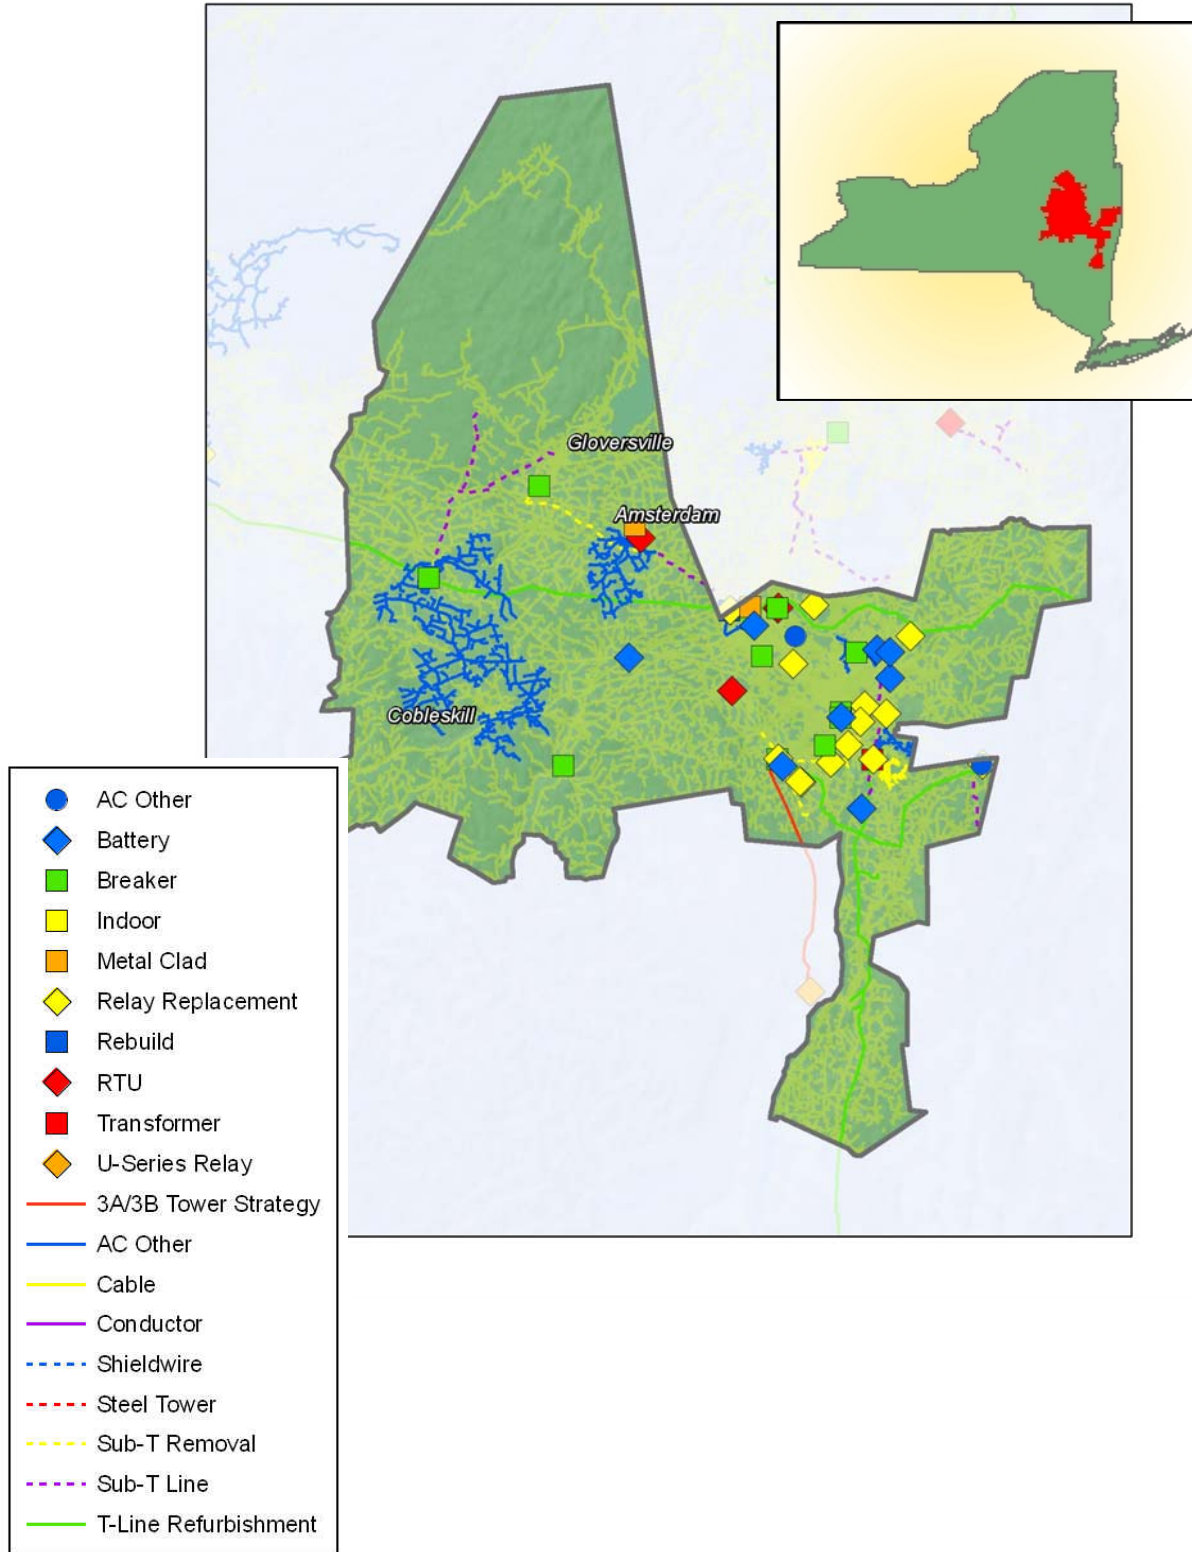 Gloversville
Amsterdam
Cobleskill
AC Other
Battery
Breaker
Indoor
Metal Clad
Relay Replacement
Rebuild
RTU
Transformer
U-Series Relay
3A/3B Tower Strategy
AC Other
Cable
Conductor
Shieldwire
Steel Tower
Sub-T Removal
Sub-T Line
T-Line Refurbishment